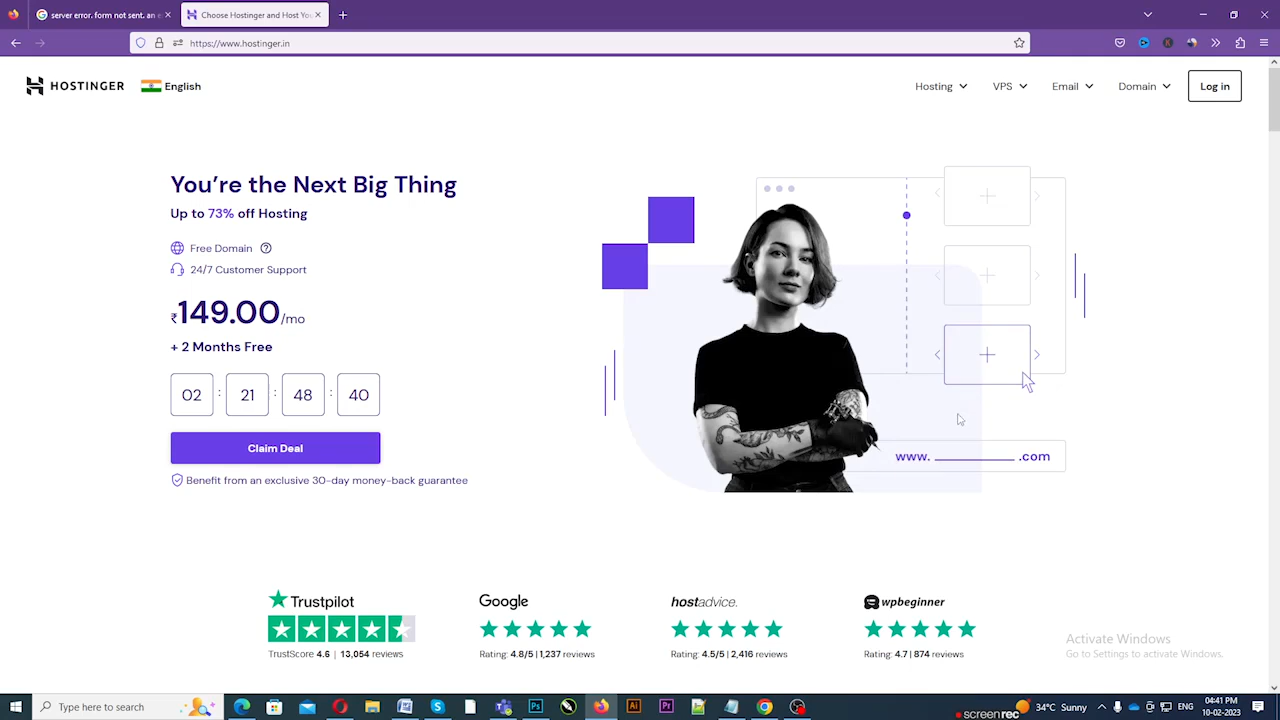 server error. form not sent. an e
Choose Hostinger and Host You
https://www.hostinger.in
HOSTINGER
English
Hosting
VPS
Email
Domain
Log in
You're the Next Big Thing
Up to 73% off Hosting
Free Domain
24/7 Customer Support
₹149.00/mo
+ 2 Months Free
02 : 21 : 48 : 40
Claim Deal
Benefit from an exclusive 30-day money-back guarantee
www. __________ .com
Trustpilot
TrustScore 4.6 | 13,054 reviews
Google
Rating: 4.8/5 | 1,237 reviews
hostadvice.
Rating: 4.5/5 | 2,416 reviews
wpbeginner
Rating: 4.7 | 874 reviews
Activate Windows
Go to Settings to activate Windows.
Type here to search
34°C Sunny
ENG
04:41 PM
10-02-2023
screenrec